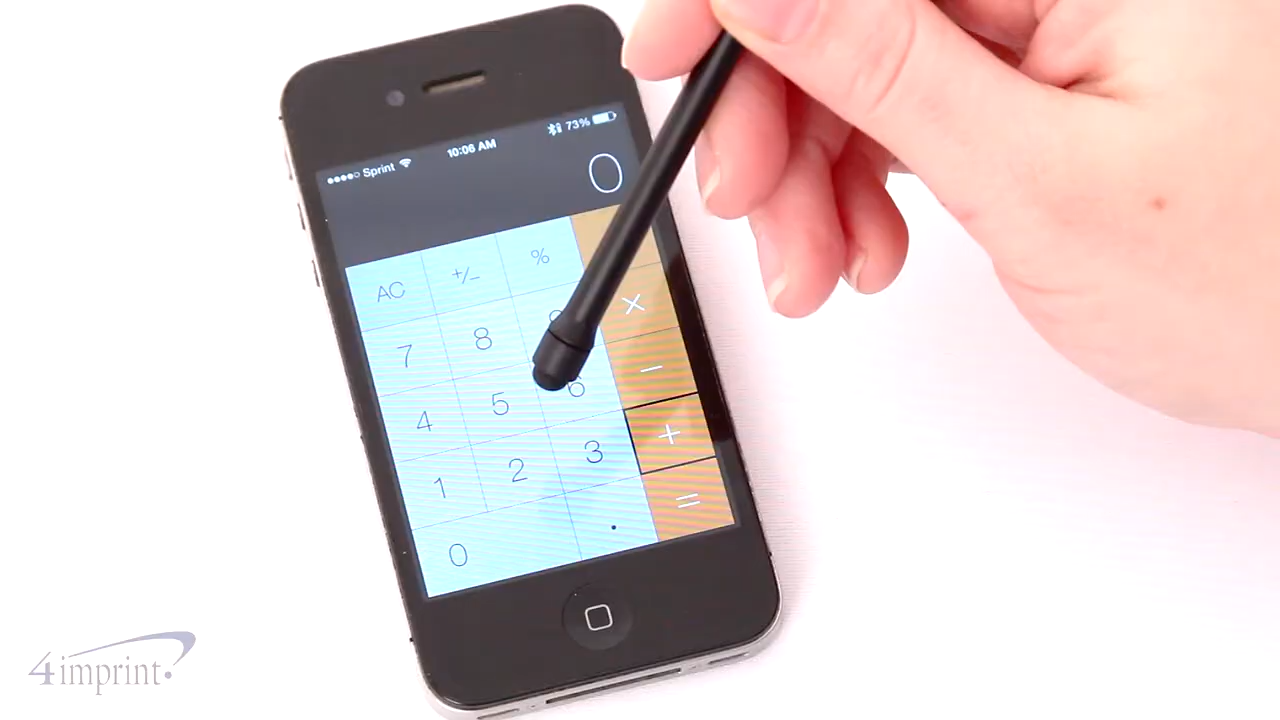 Sprint 10:06 AM 73%
0
AC +/− %
7 8 ×
4 5 6 −
1 2 3 +
0 . =
4imprint